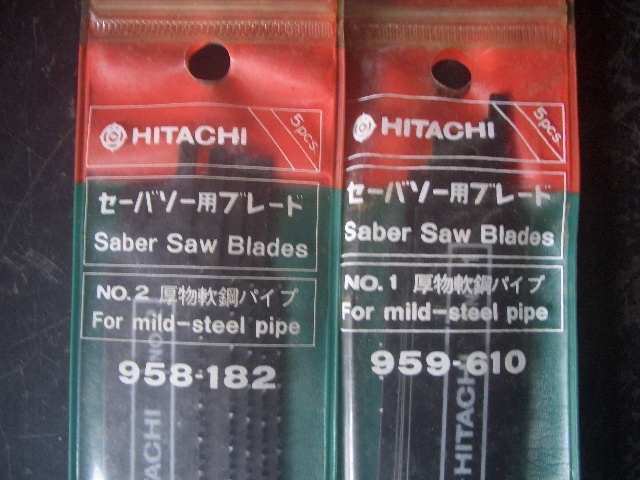 HITACHI
5pcs.
セーバソー用ブレード
Saber Saw Blades
NO.2 厚物軟鋼パイプ
For mild-steel pipe
958-182
HITACHI
NO.2
HITACHI
5pcs.
セーバソー用ブレード
Saber Saw Blades
NO.1 厚物軟鋼パイプ
For mild-steel pipe
959-610
HITACHI